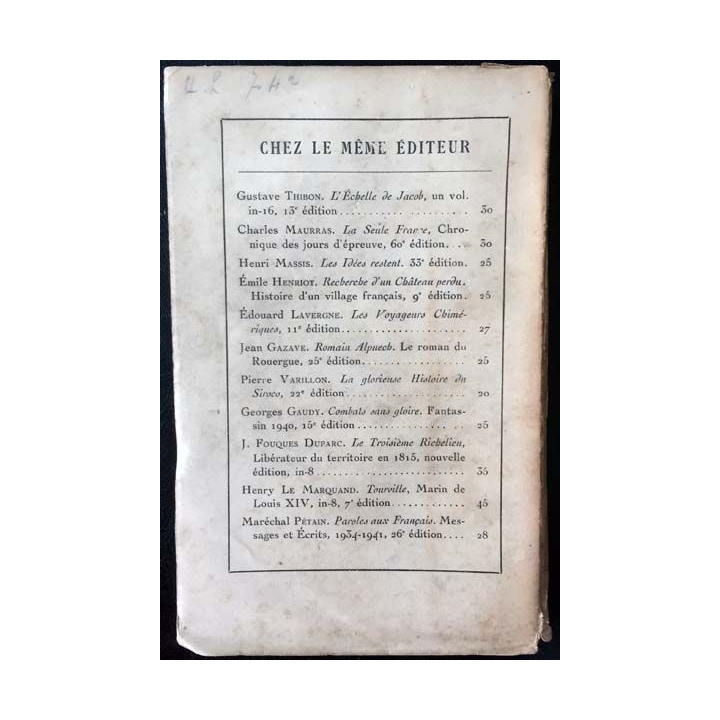 CHEZ LE MÊME ÉDITEUR
Gustave THIBON. L'Échelle de Jacob, un vol.
in-16, 13e édition.................... 30
Charles MAURRAS. La Seule France, Chro-
nique des jours d'épreuve, 60e édition.... 30
Henri MASSIS. Les Idées restent. 33e édition. 25
Émile HENRIOT. Recherche d'un Château perdu.
Histoire d'un village français, 9e édition. 25
Édouard LAVERGNE. Les Voyageurs Chimé-
riques, 11e édition...................... 27
Jean GAZAVE. Romain Alpuech. Le roman du
Rouergue, 25e édition................... 25
Pierre VARILLON. La glorieuse Histoire du
Siroco, 22e édition...................... 20
Georges GAUDY. Combats sans gloire. Fantas-
sin 1940, 15e édition................... 25
J. FOUQUES DUPARC. Le Troisième Richelieu,
Libérateur du territoire en 1815, nouvelle
édition, in-8........................... 35
Henry LE MARQUAND. Tourville, Marin de
Louis XIV, in-8, 7e édition............. 45
Maréchal PÉTAIN. Paroles aux Français. Mes-
sages et Écrits, 1934-1941, 26e édition.... 28